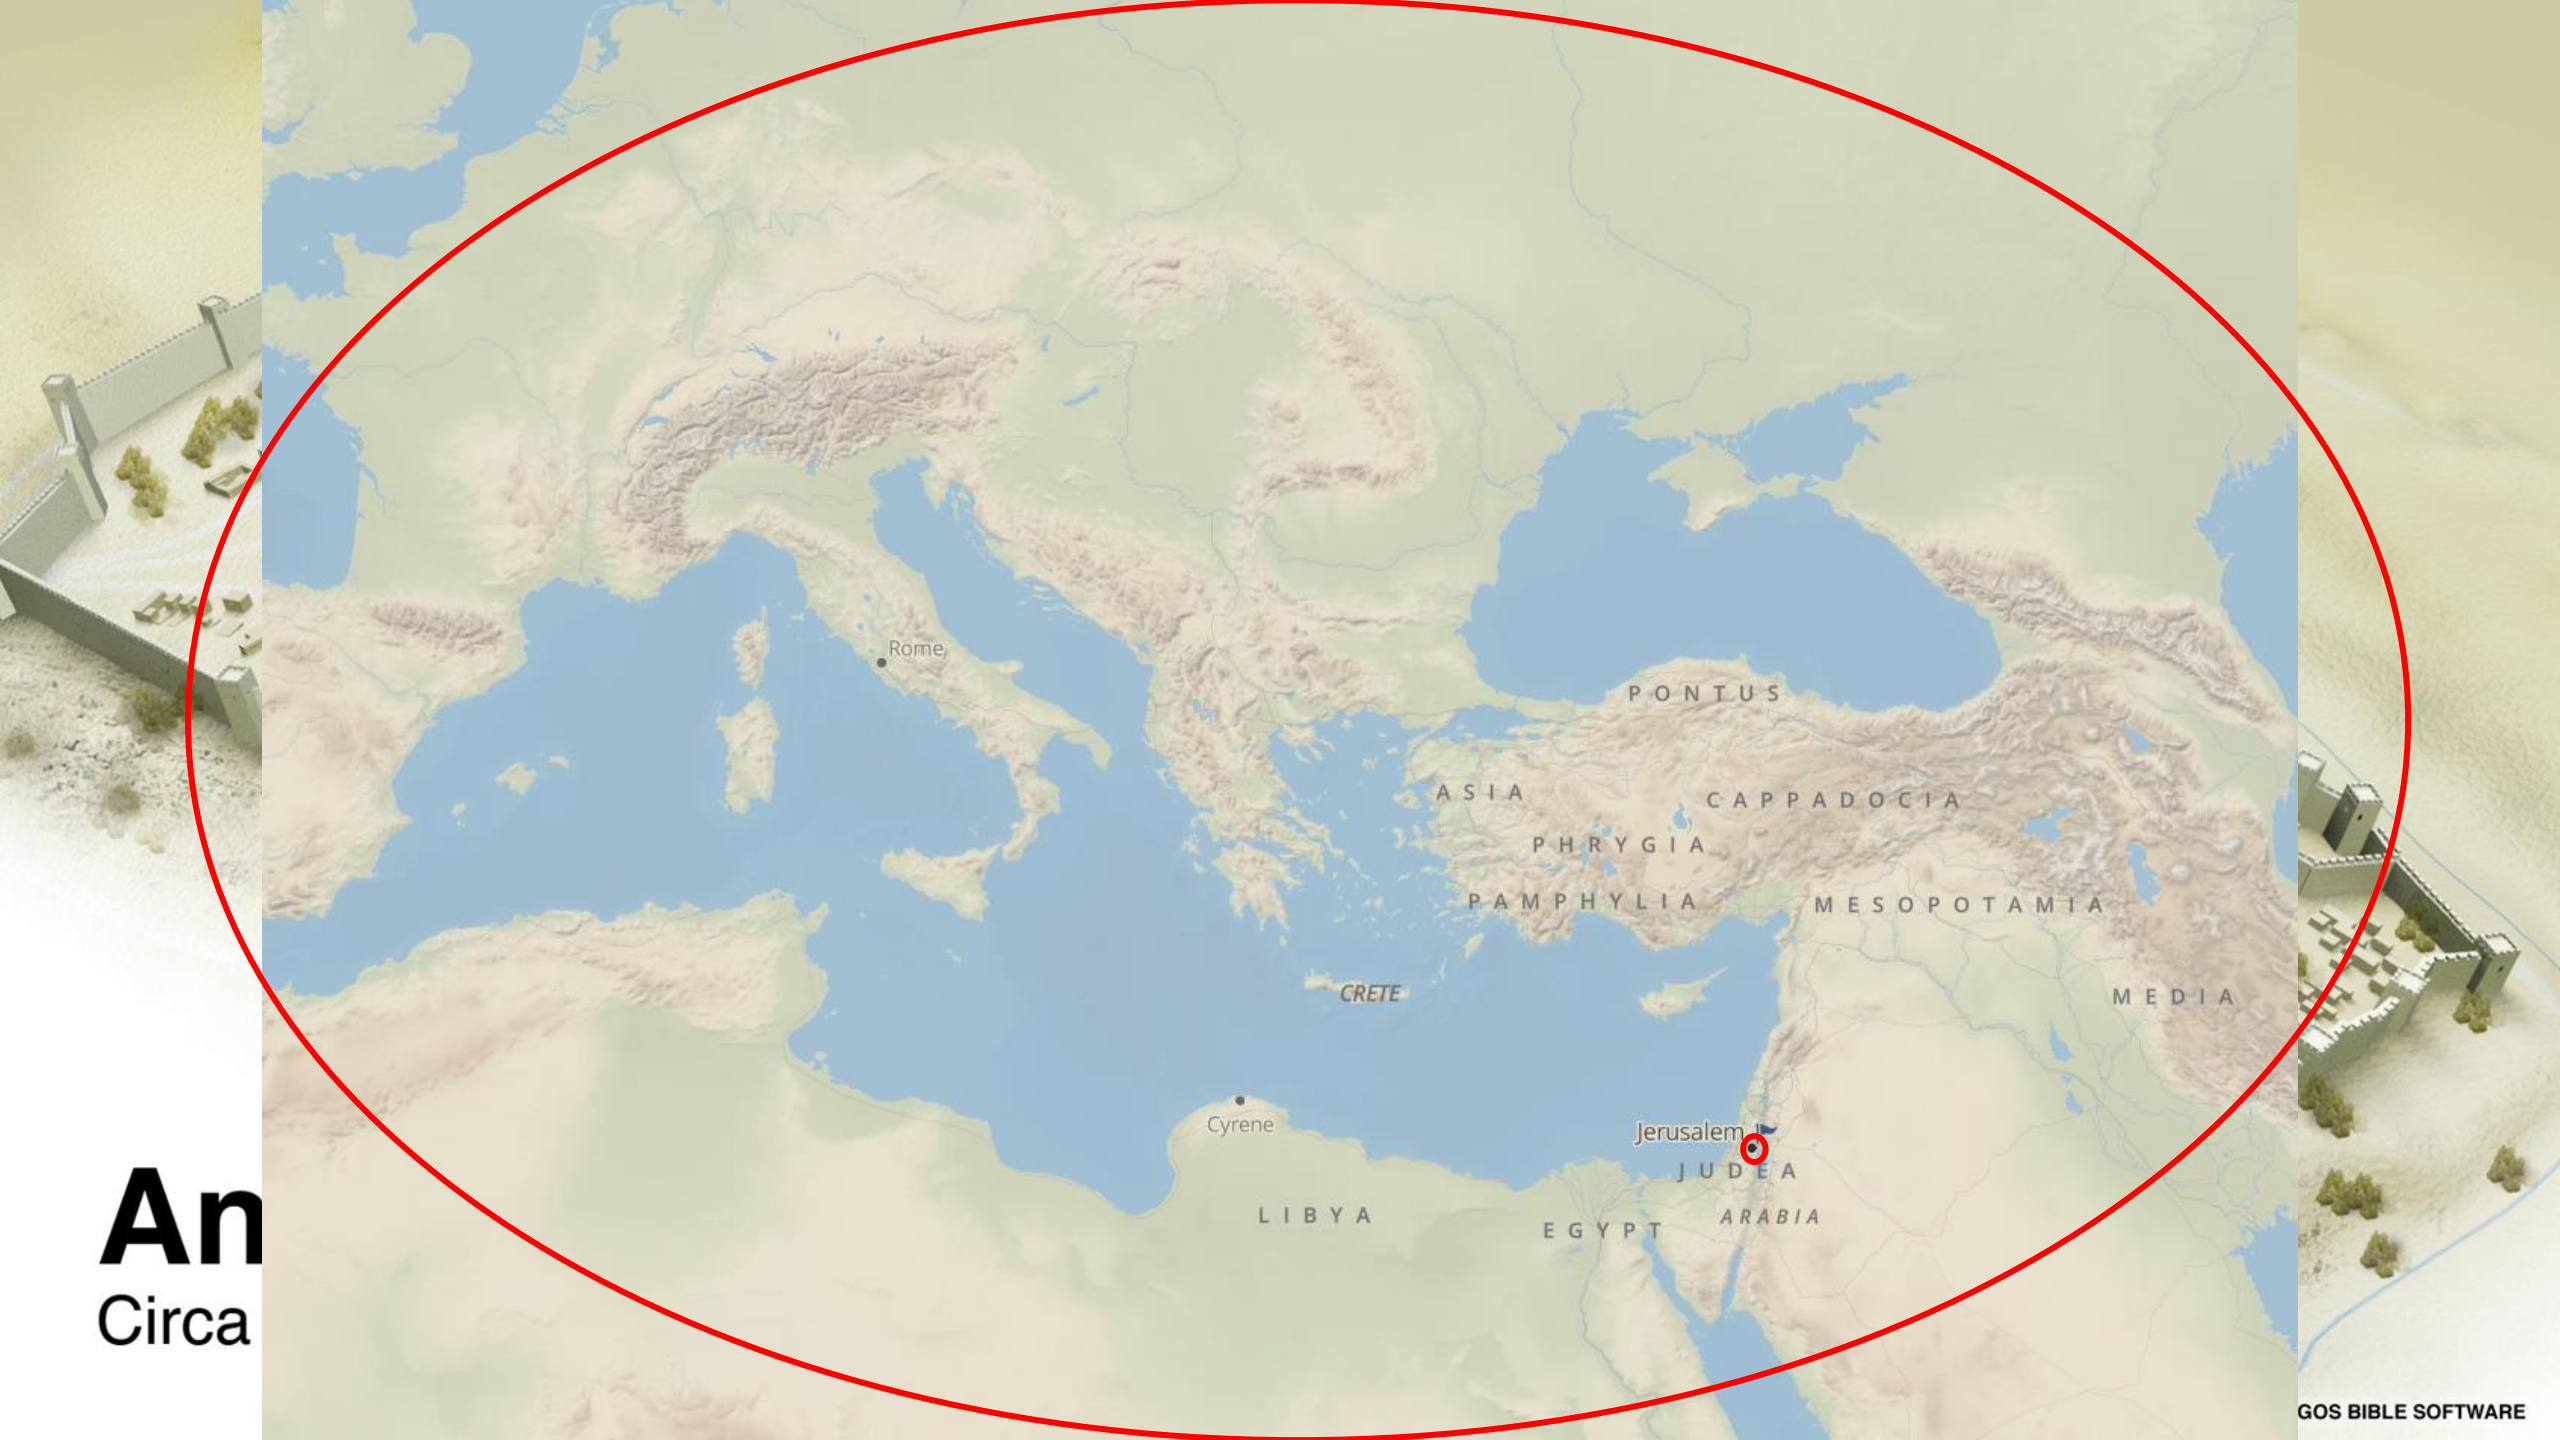 Rome
PONTUS
ASIA
CAPPADOCIA
PHRYGIA
PAMPHYLIA
MESOPOTAMIA
CRETE
MEDIA
Cyrene
Jerusalem
JUDEA
LIBYA
ARABIA
EGYPT
An
Circa
GOS BIBLE SOFTWARE